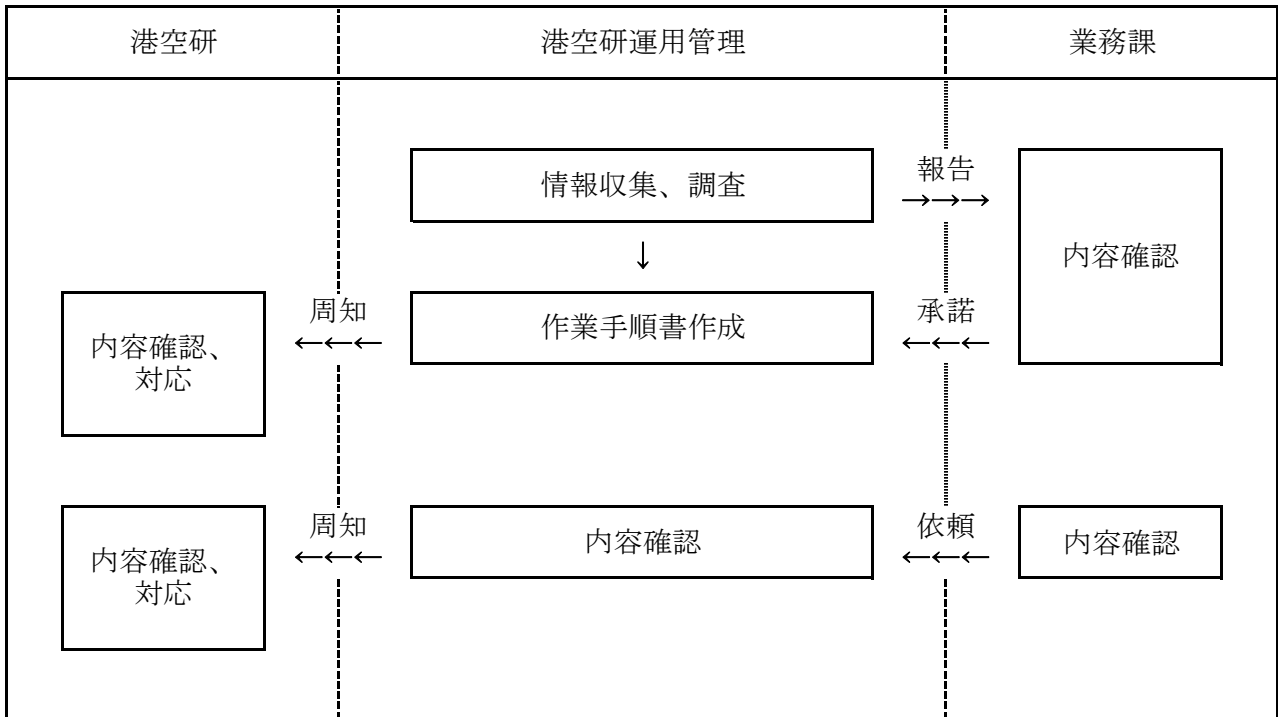 港空研
港空研運用管理
業務課
情報収集、調査
報告
→→→
内容確認
↓
周知
←←←
作業手順書作成
承諾
←←←
内容確認、
対応
内容確認、
対応
周知
←←←
内容確認
依頼
←←←
内容確認